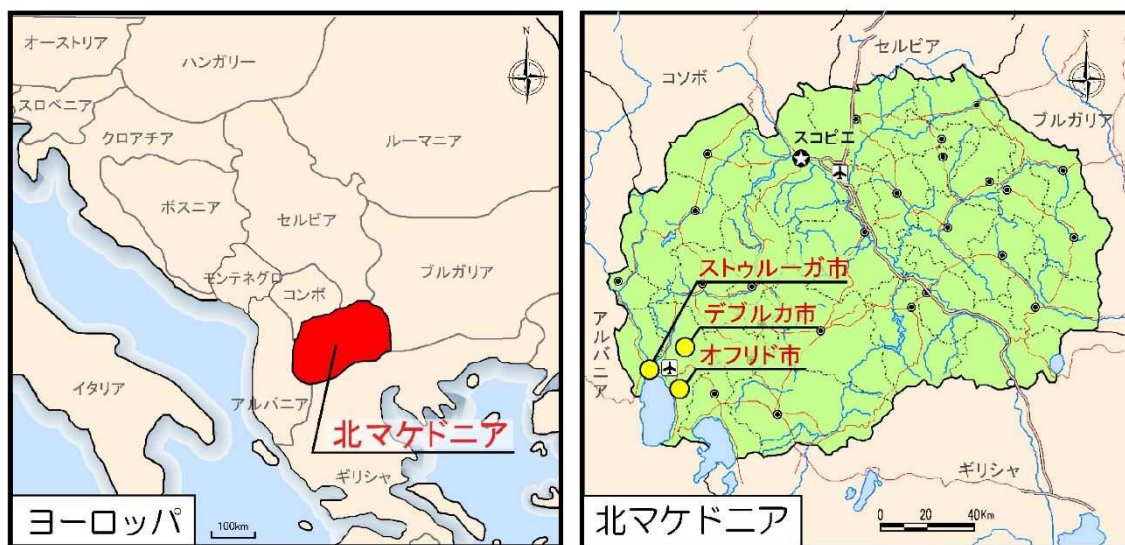 N
オーストリア
ハンガリー
スロベニア
クロアチア
ルーマニア
ボスニア
セルビア
モンテネグロ
コソボ
ブルガリア
イタリア
アルバニア
北マケドニア
ギリシャ
ヨーロッパ
100km
N
セルビア
コソボ
ブルガリア
スコピエ
ストゥルーガ市
デブルカ市
オフリド市
アルバニア
ギリシャ
北マケドニア
0 20 40Km